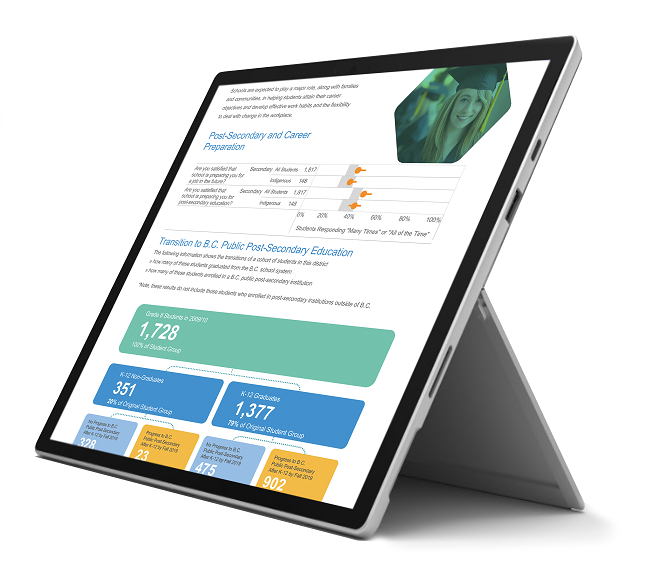 Schools are expected to play a major role, along with families
and communities, in helping students attain their career
objectives and develop effective work habits and the flexibility
to deal with change in the workplace.
Post-Secondary and Career
Preparation
Are you satisfied that
school is preparing you for
a job in the future?
Secondary All Students 1,817
Indigenous 148
Are you satisfied that
school is preparing you for
post-secondary education?
Secondary All Students 1,817
Indigenous 148
0% 20% 40% 60% 80% 100%
Students Responding "Many Times" or "All of the Time"
Transition to B.C. Public Post-Secondary Education
The following information shows the transitions of a cohort of students in this district
» how many of these students graduated from the B.C. school system
» how many of these students enrolled in a B.C. public post-secondary institution
*Note, these results do not include those students who enrolled in post-secondary institutions outside of B.C.
Grade 8 Students in 2009/10
1,728
100% of Student Group
K-12 Non-Graduates
351
20% of Original Student Group
K-12 Graduates
1,377
79% of Original Student Group
No Progress to B.C.
Public Post-Secondary
After K-12 by Fall 2018
328
Progress to B.C.
Public Post-Secondary
After K-12 by Fall 2018
23
No Progress to B.C.
Public Post-Secondary
After K-12 by Fall 2018
475
Progress to B.C.
Public Post-Secondary
After K-12 by Fall 2018
902